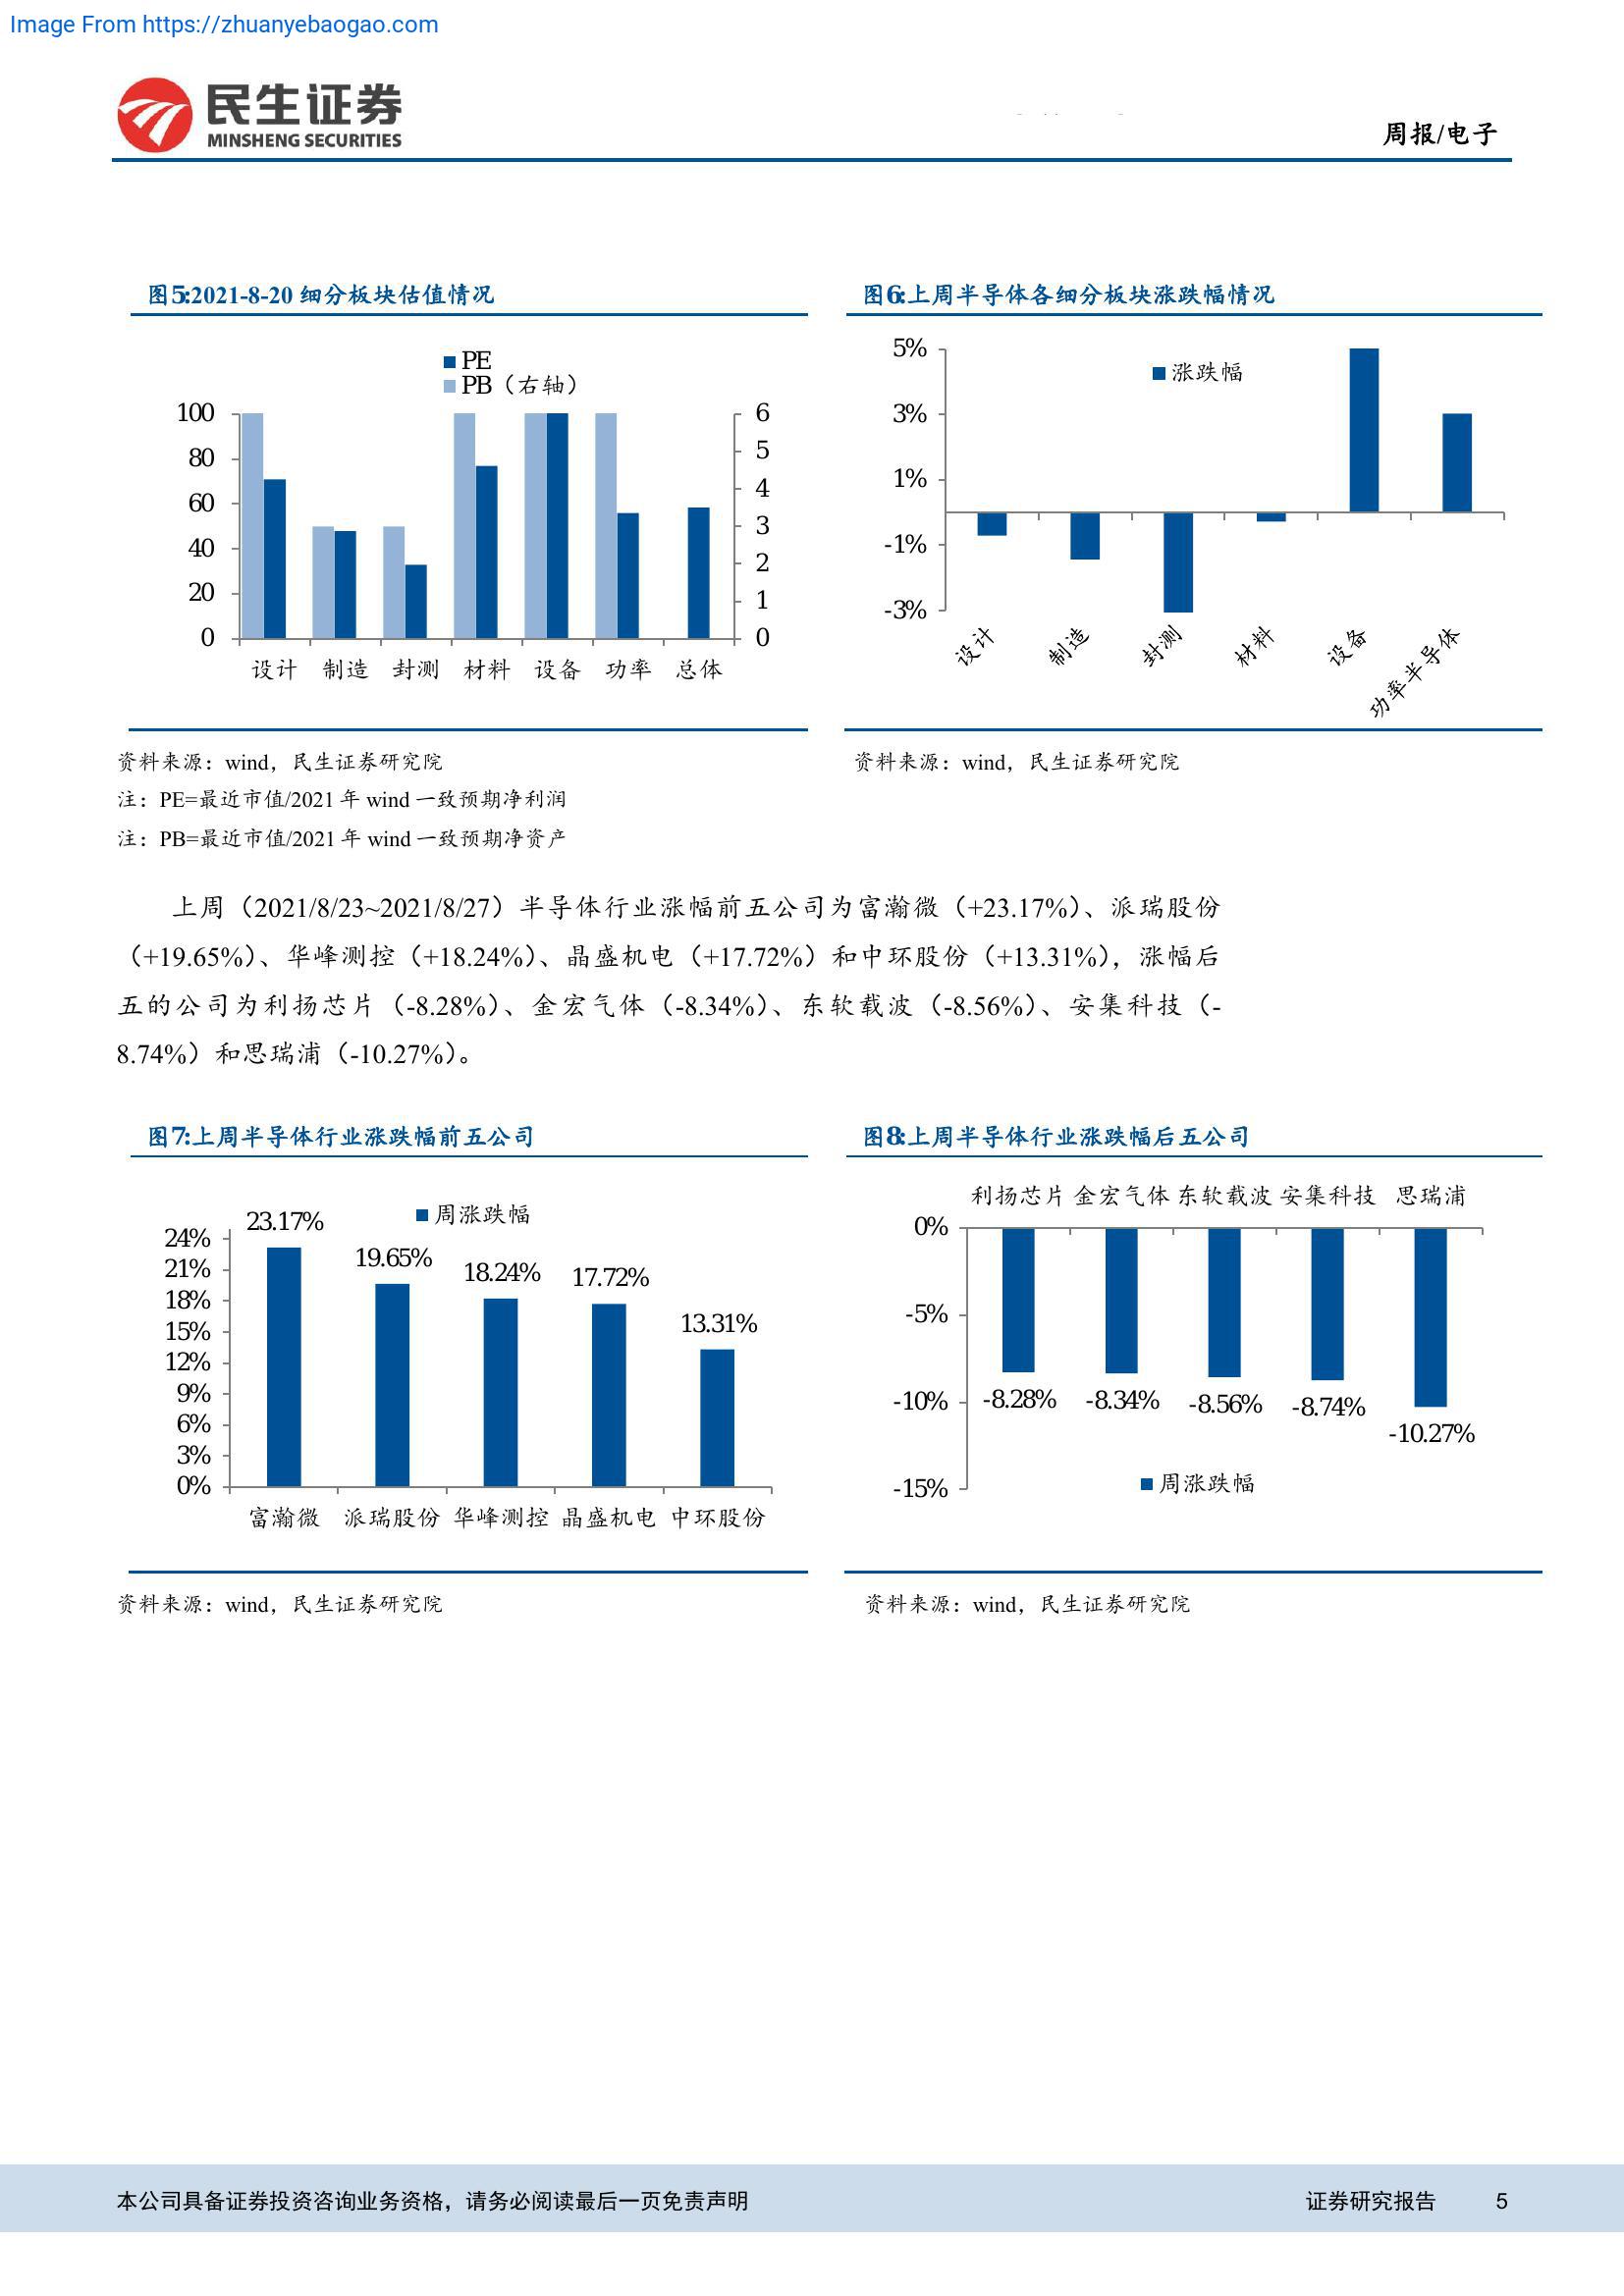 Image From https://zhuanyebaogao.com
民生证券
MINSHENG SECURITIES
周报/电子
图5:2021-8-20 细分板块估值情况
PE
PB（右轴）
100
80
60
40
20
0
6
5
4
3
2
1
0
设计 制造 封测 材料 设备 功率 总体
资料来源：wind，民生证券研究院
注：PE=最近市值/2021 年 wind 一致预期净利润
注：PB=最近市值/2021 年 wind 一致预期净资产
图6:上周半导体各细分板块涨跌幅情况
涨跌幅
5%
3%
1%
-1%
-3%
设计 制造 封测 材料 设备 功率半导体
资料来源：wind，民生证券研究院
上周（2021/8/23~2021/8/27）半导体行业涨幅前五公司为富瀚微（+23.17%）、派瑞股份
（+19.65%）、华峰测控（+18.24%）、晶盛机电（+17.72%）和中环股份（+13.31%），涨幅后
五的公司为利扬芯片（-8.28%）、金宏气体（-8.34%）、东软载波（-8.56%）、安集科技（-
8.74%）和思瑞浦（-10.27%）。
图7:上周半导体行业涨跌幅前五公司
周涨跌幅
24%
21%
18%
15%
12%
9%
6%
3%
0%
23.17%
19.65%
18.24%
17.72%
13.31%
富瀚微 派瑞股份 华峰测控 晶盛机电 中环股份
资料来源：wind，民生证券研究院
图8:上周半导体行业涨跌幅后五公司
利扬芯片 金宏气体 东软载波 安集科技 思瑞浦
0%
-5%
-10%
-15%
-8.28%
-8.34%
-8.56%
-8.74%
-10.27%
周涨跌幅
资料来源：wind，民生证券研究院
本公司具备证券投资咨询业务资格，请务必阅读最后一页免责声明
证券研究报告 5